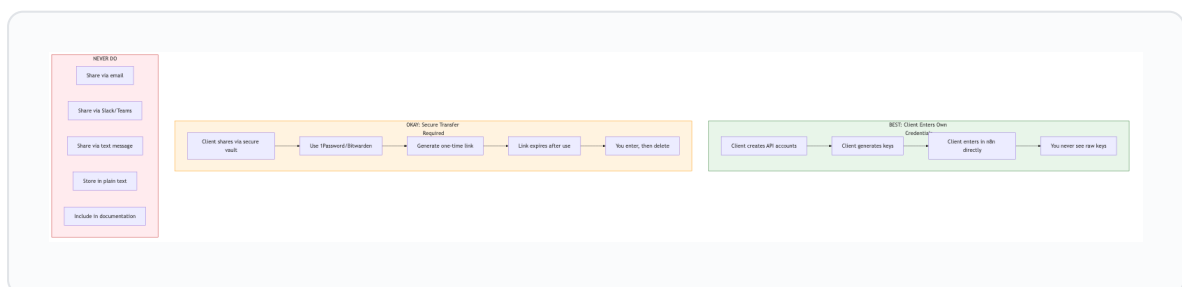 NEVER DO
Share via email
Share via Slack/Teams
Share via text message
Store in plain text
Include in documentation
OKAY: Secure Transfer
Required
Client shares via secure
vault
Use 1Password/Bitwarden
Generate one-time link
Link expires after use
You enter, then delete
BEST: Client Enters Own
Credentials
Client creates API accounts
Client generates keys
Client enters in n8n
directly
You never see raw keys